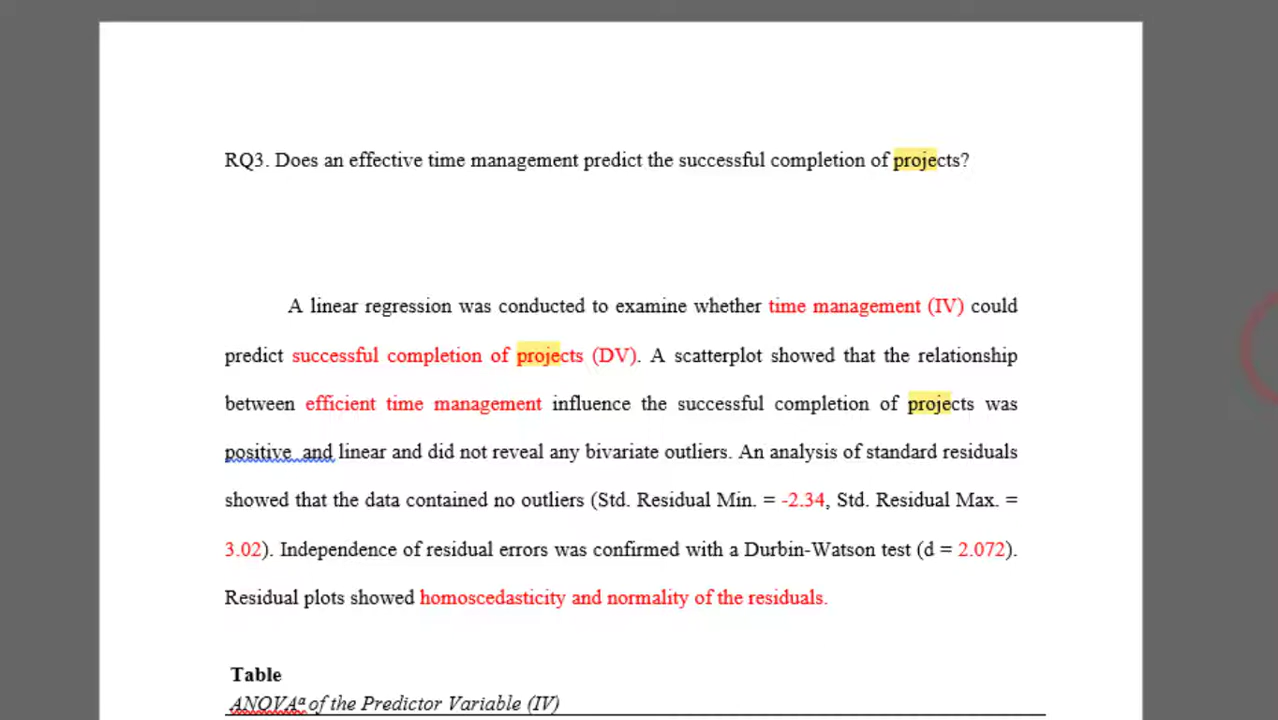 RQ3. Does an effective time management predict the successful completion of projects?
A linear regression was conducted to examine whether time management (IV) could
predict successful completion of projects (DV). A scatterplot showed that the relationship
between efficient time management influence the successful completion of projects was
positive and linear and did not reveal any bivariate outliers. An analysis of standard residuals
showed that the data contained no outliers (Std. Residual Min. = -2.34, Std. Residual Max. =
3.02). Independence of residual errors was confirmed with a Durbin-Watson test (d = 2.072).
Residual plots showed homoscedasticity and normality of the residuals.
Table
ANOVAᵃ of the Predictor Variable (IV)